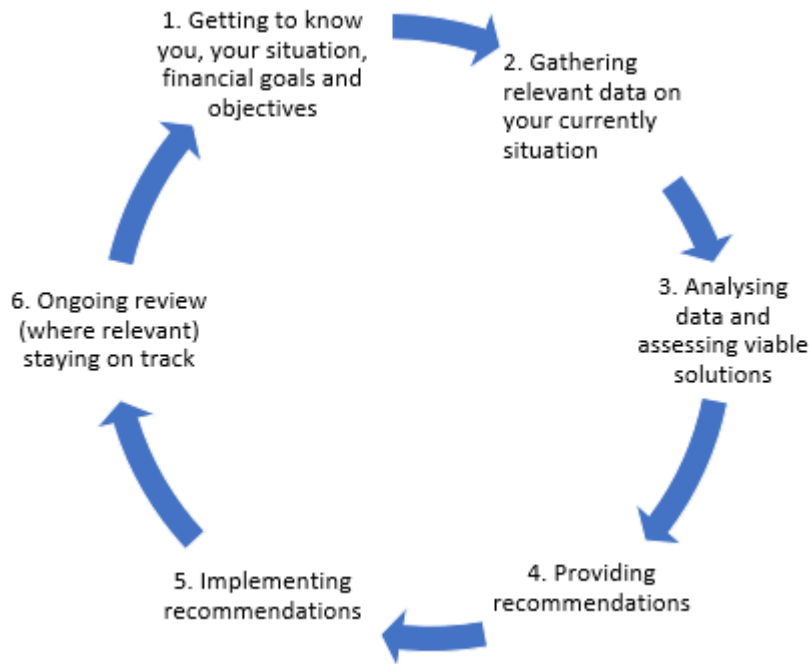 1. Getting to know
you, your situation,
financial goals and
objectives
2. Gathering
relevant data on
your currently
situation
3. Analysing
data and
assessing viable
solutions
4. Providing
recommendations
5. Implementing
recommendations
6. Ongoing review
(where relevant)
staying on track